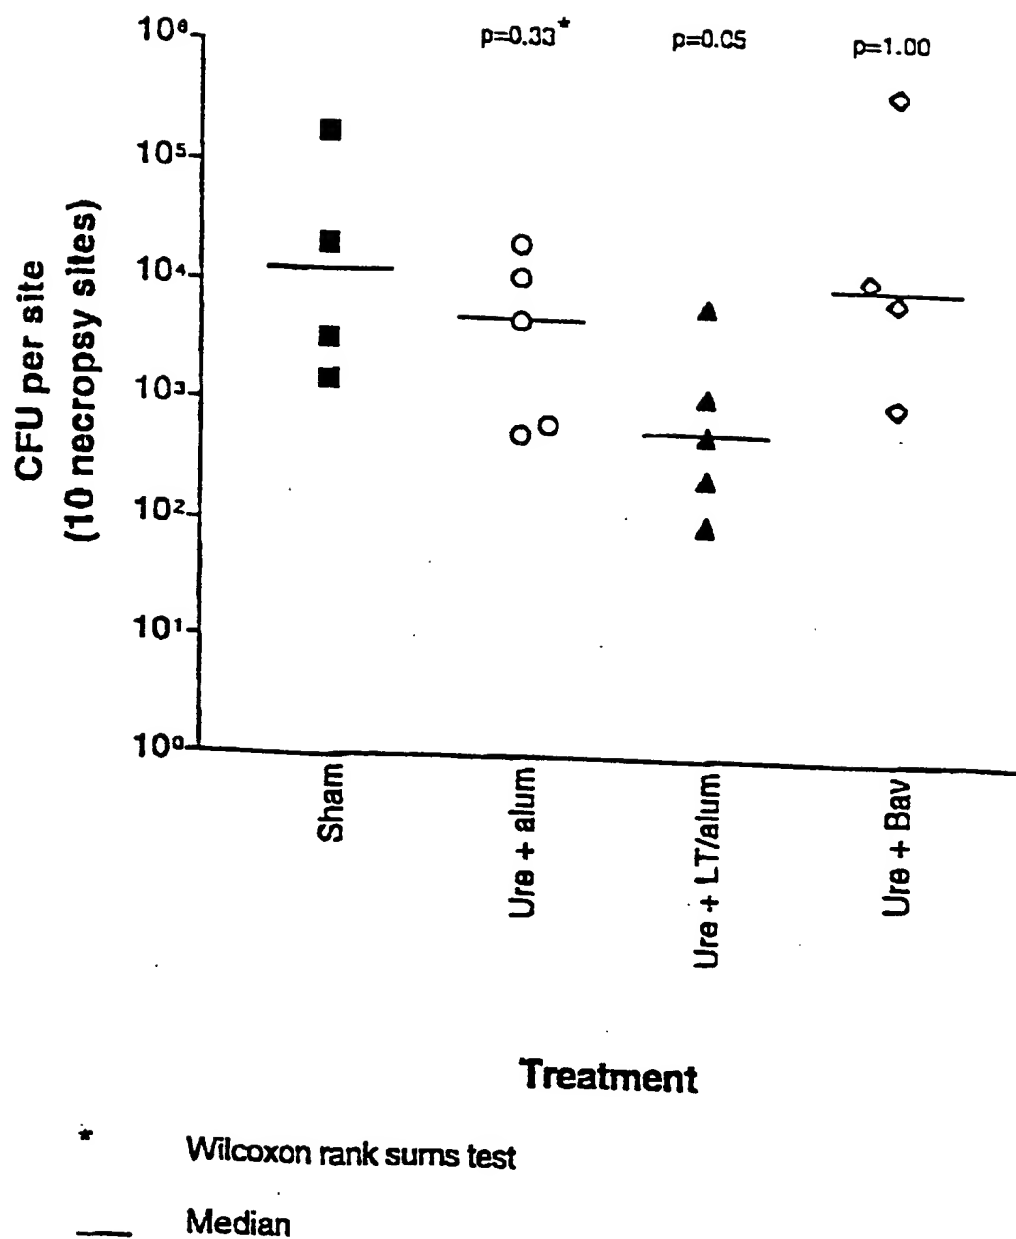 p=0.33*
p=0.05
p=1.00
10⁶
10⁵
10⁴
10³
10²
10¹
10⁰
CFU per site
(10 necropsy sites)
Sham
Ure + alum
Ure + LT/alum
Ure + Bav
Treatment
* Wilcoxon rank sums test
— Median